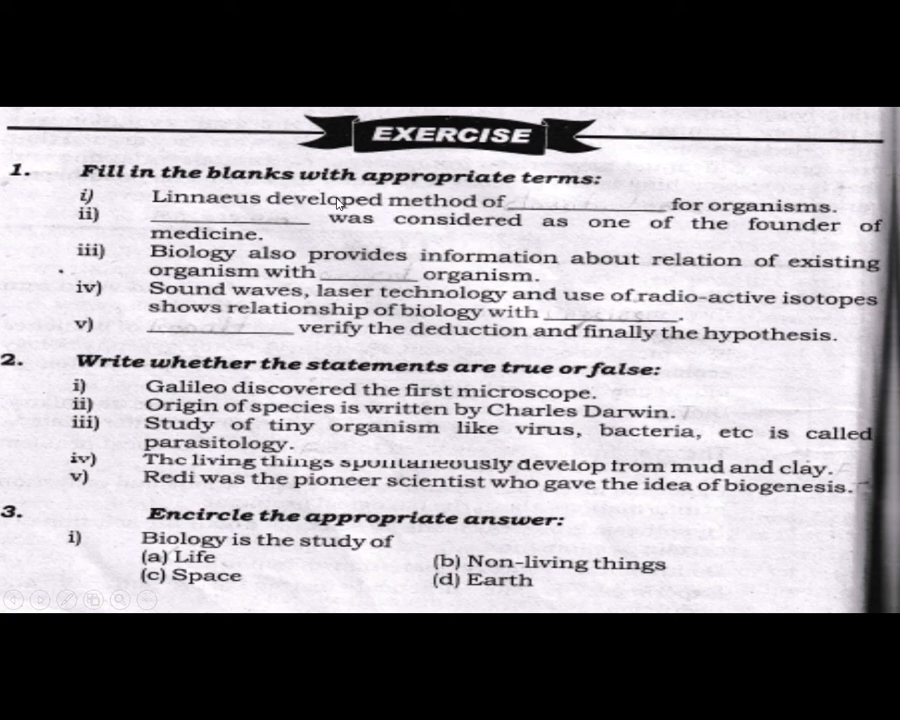 EXERCISE
1. Fill in the blanks with appropriate terms:
i) Linnaeus developed method of ____________ for organisms.
ii) ____________ was considered as one of the founder of
medicine.
iii) Biology also provides information about relation of existing
organism with ________ organism.
iv) Sound waves, laser technology and use of radio-active isotopes
shows relationship of biology with ____________.
v) ____________ verify the deduction and finally the hypothesis.
2. Write whether the statements are true or false:
i) Galileo discovered the first microscope.
ii) Origin of species is written by Charles Darwin.
iii) Study of tiny organism like virus, bacteria, etc is called
parasitology.
iv) The living things spontaneously develop from mud and clay.
v) Redi was the pioneer scientist who gave the idea of biogenesis.
3. Encircle the appropriate answer:
i) Biology is the study of
(a) Life (b) Non-living things
(c) Space (d) Earth